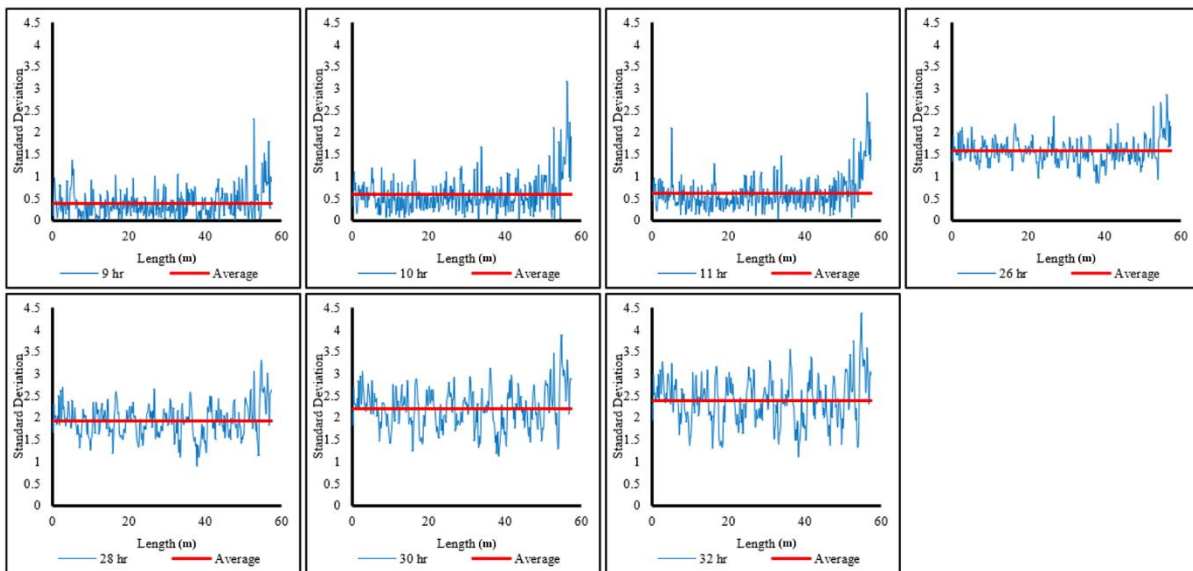 Standard Deviation
4.5
4
3.5
3
2.5
2
1.5
1
0.5
0
0 20 40 60
Length (m)
9 hr Average
Standard Deviation
4.5
4
3.5
3
2.5
2
1.5
1
0.5
0
0 20 40 60
Length (m)
10 hr Average
Standard Deviation
4.5
4
3.5
3
2.5
2
1.5
1
0.5
0
0 20 40 60
Length (m)
11 hr Average
Standard Deviation
4.5
4
3.5
3
2.5
2
1.5
1
0.5
0
0 20 40 60
Length (m)
26 hr Average
Standard Deviation
4.5
4
3.5
3
2.5
2
1.5
1
0.5
0
0 20 40 60
Length (m)
28 hr Average
Standard Deviation
4.5
4
3.5
3
2.5
2
1.5
1
0.5
0
0 20 40 60
Length (m)
30 hr Average
Standard Deviation
4.5
4
3.5
3
2.5
2
1.5
1
0.5
0
0 20 40 60
Length (m)
32 hr Average